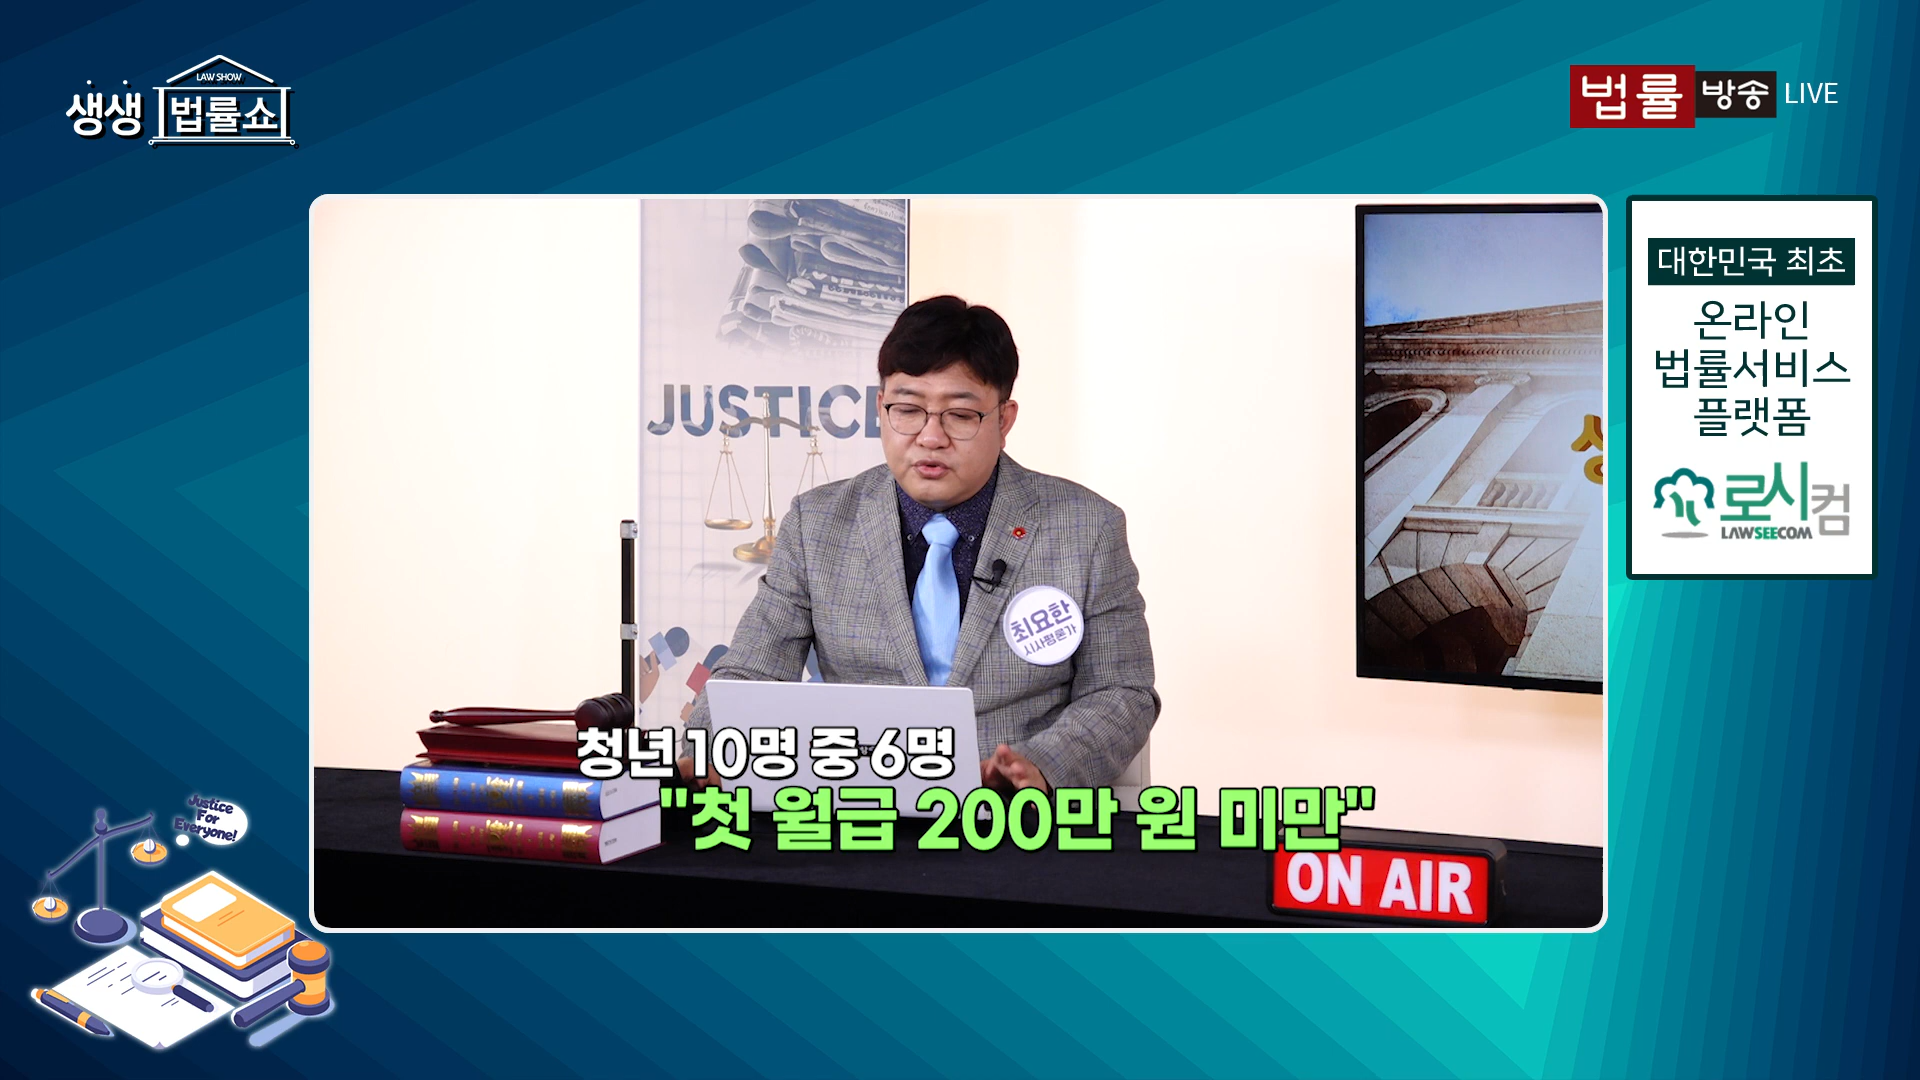 LAW SHOW
생생 법률쇼
법률방송 LIVE
대한민국 최초
온라인
법률서비스
플랫폼
로시컴
LAWSEECOM
JUSTICE
생
최요한
시사평론가
청년 10명 중 6명
"첫 월급 200만 원 미만"
ON AIR
Justice
For
Everyone!